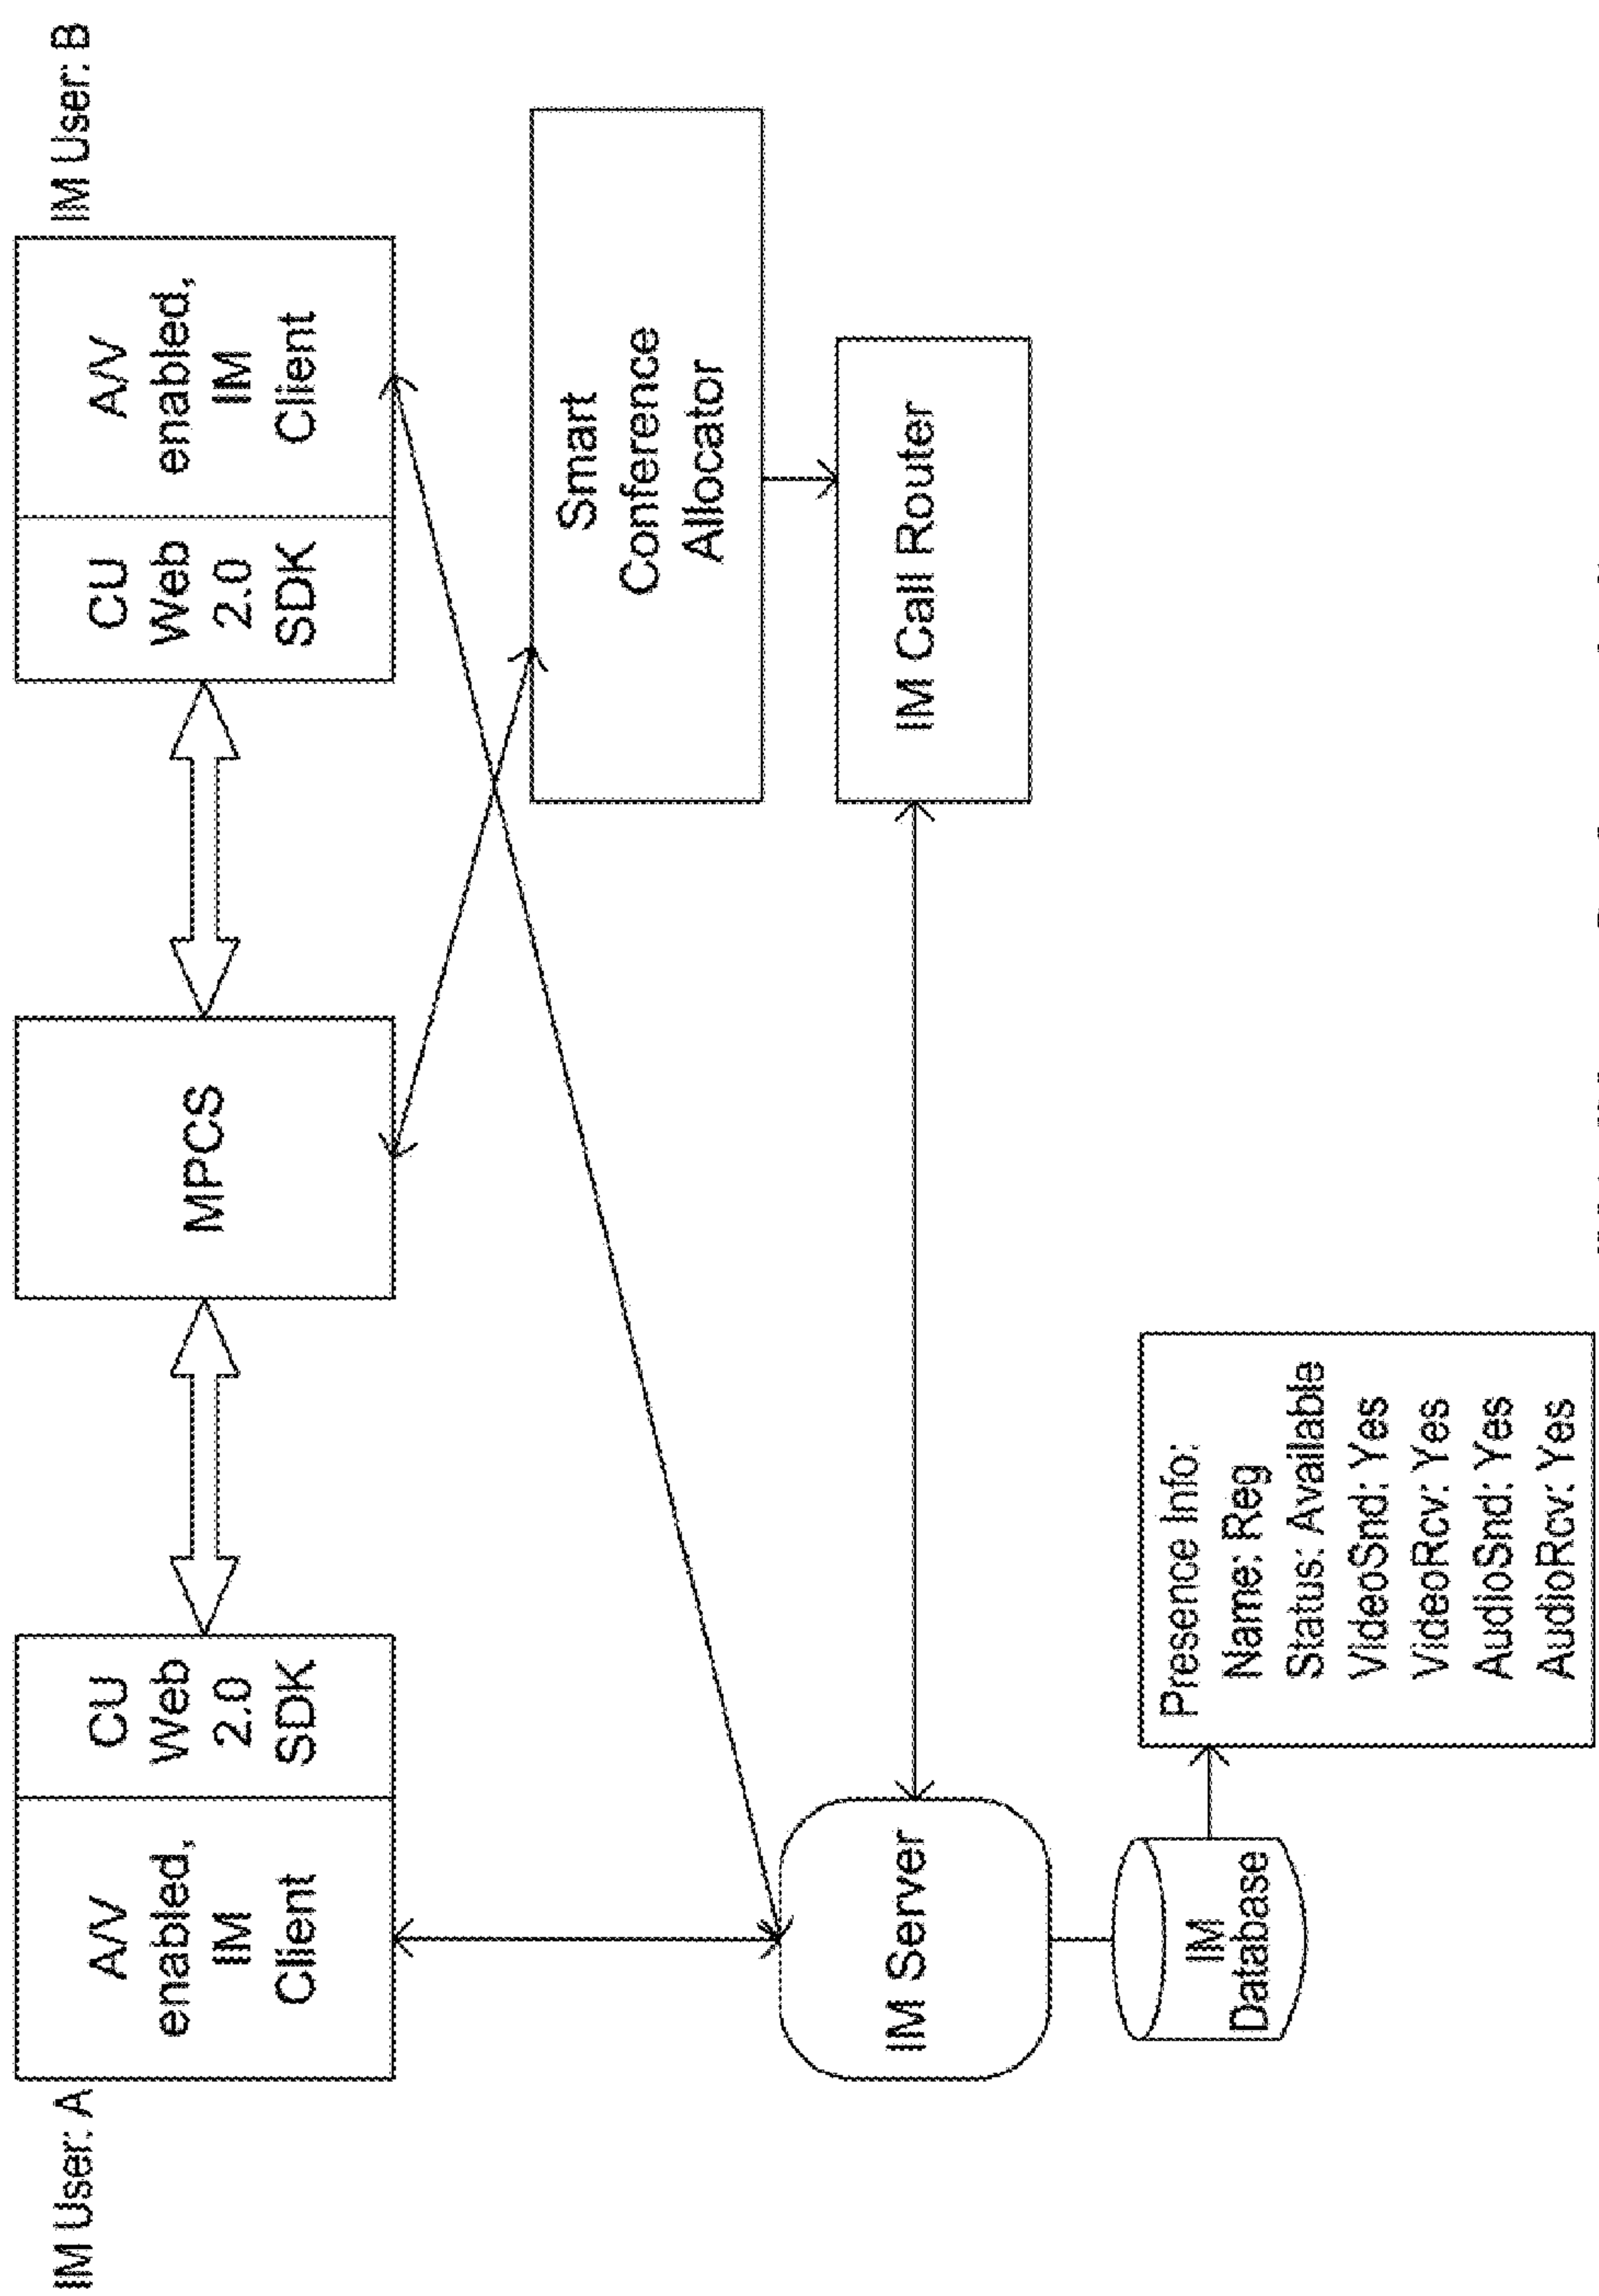 IM User: A
A/V
enabled,
IM
Client
CU
Web
2.0
SDK
MPCS
CU
Web
2.0
SDK
A/V
enabled,
IM
Client
IM User: B
Smart
Conference
Allocator
IM Call Router
IM Server
IM
Database
Presence Info:
Name: Reg
Status: Available
VideoSnd: Yes
VideoRcv: Yes
AudioSnd: Yes
AudioRcv: Yes